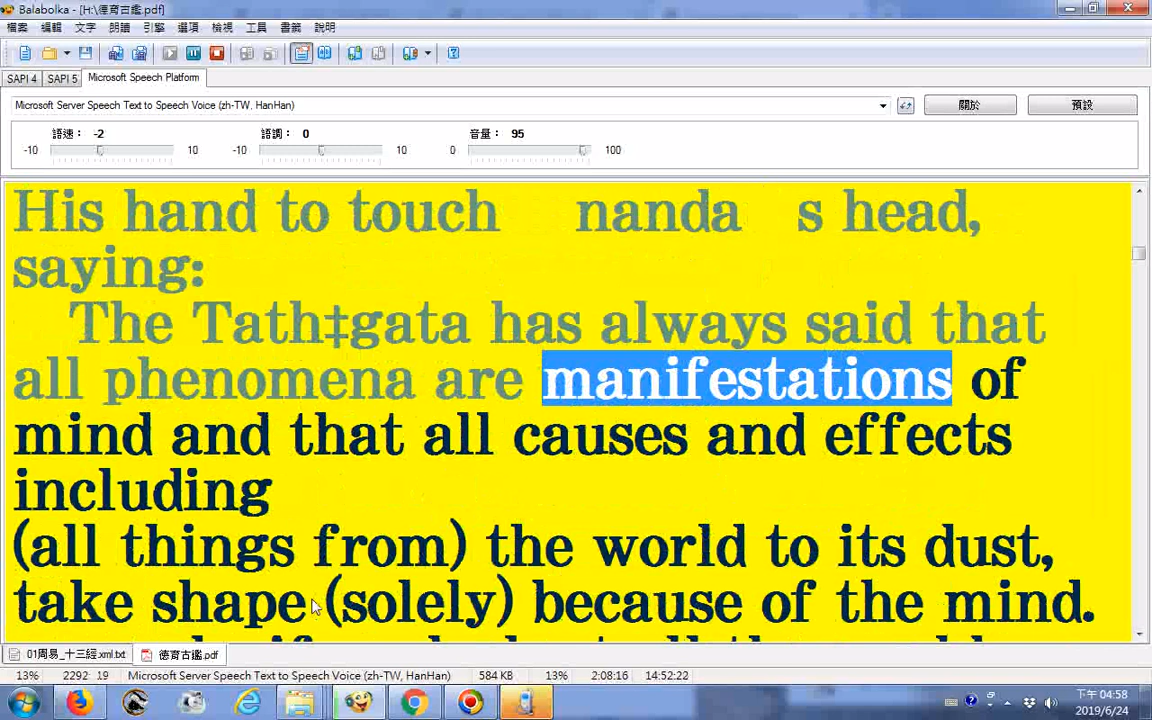 Balabolka - [H:\德育古鑑.pdf]
檔案 編輯 文字 朗讀 引擎 選項 檢視 工具 書籤 說明
SAPI 4 SAPI 5 Microsoft Speech Platform
Microsoft Server Speech Text to Speech Voice (zh-TW, HanHan) 關於 預設
語速： -2 語調： 0 音量： 95
-10 10 -10 10 0 100
His hand to touch nanda s head,
saying:
The Tath‡gata has always said that
all phenomena are manifestations of
mind and that all causes and effects
including
(all things from) the world to its dust,
take shape (solely) because of the mind.
01周易_十三經.xml.txt 德育古鑑.pdf
13% 2292: 19 Microsoft Server Speech Text to Speech Voice (zh-TW, HanHan) 584 KB 13% 2:08:16 14:52:22
下午 04:58
2019/6/24